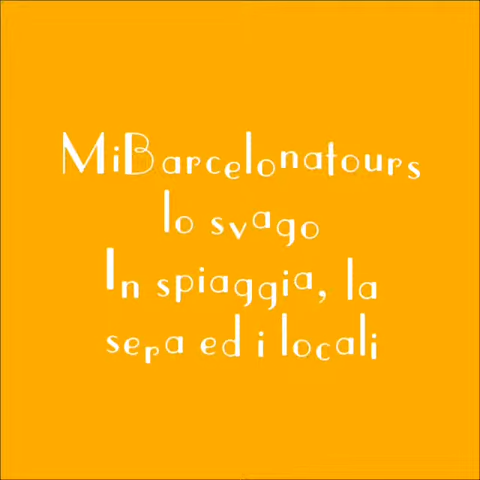 MiBarcelonatours
lo svago
In spiaggia, la
sera ed i locali